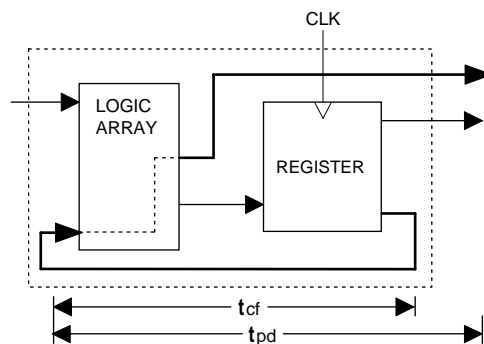 CLK
LOGIC
ARRAY
REGISTER
tcf
tpd